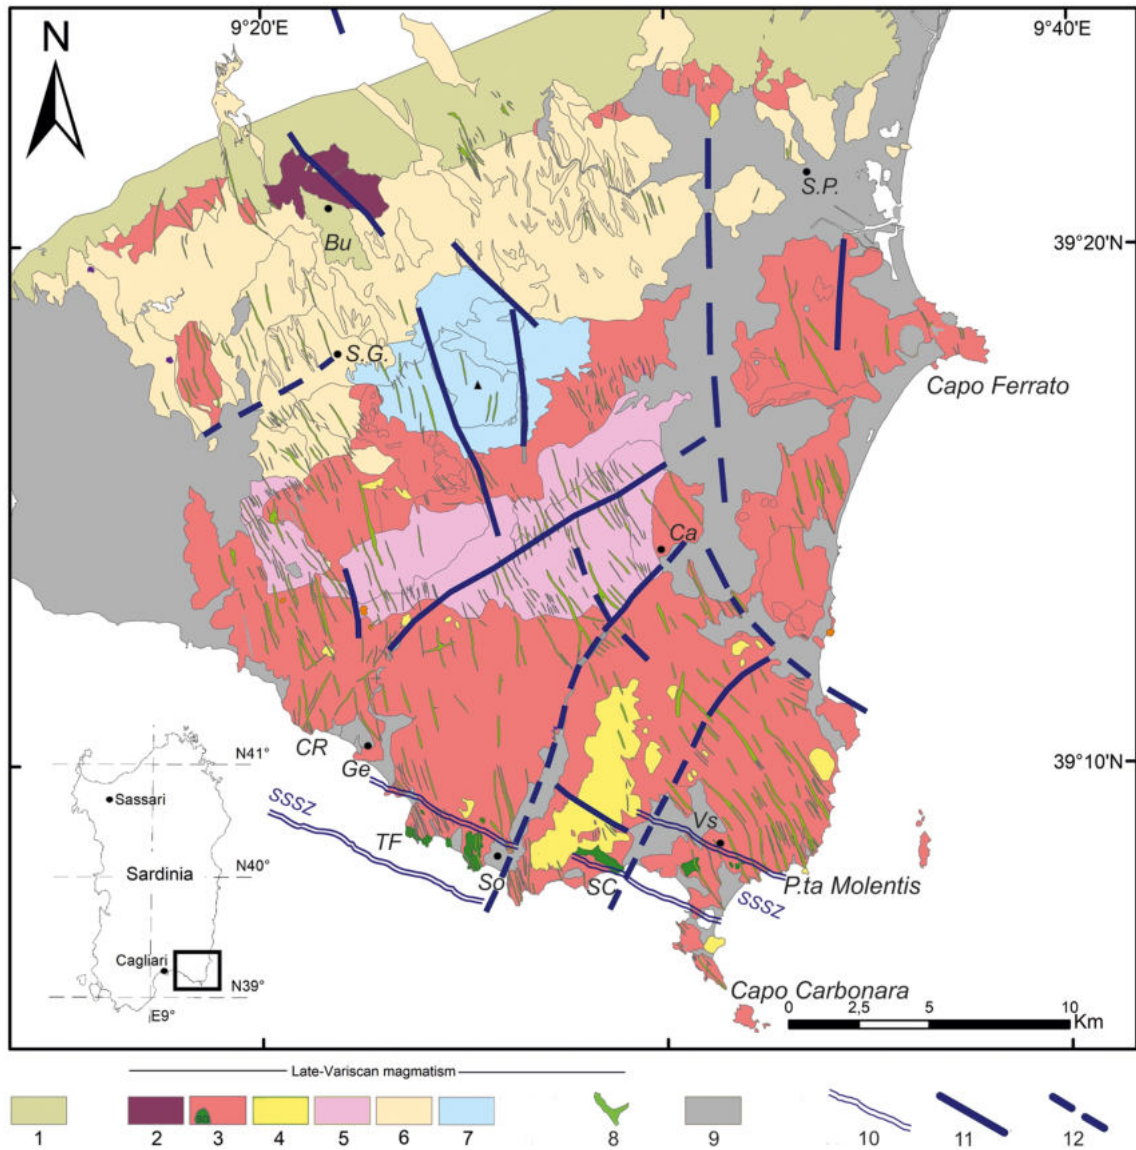 9°20'E
9°40'E
N
S.P.
Bu
39°20'N
S.G.
Capo Ferrato
Ca
CR
Ge
39°10'N
N41°
Sassari
SSSZ
TF
Vs
Sardinia
N40°
So
SC
P.ta Molentis
SSSZ
Cagliari
N39°
E9°
Capo Carbonara
0
2,5
5
10
Km
Late-Variscan magmatism
1
2
3
4
5
6
7
8
9
10
11
12